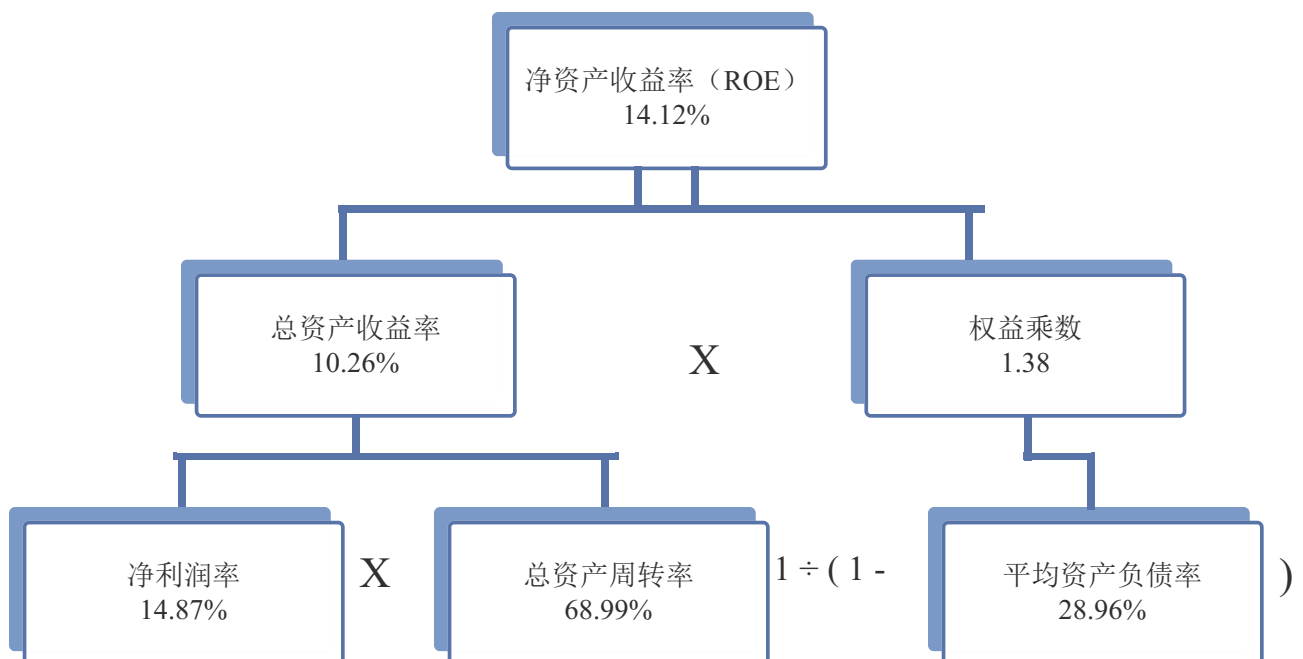 净资产收益率（ROE）
14.12%
总资产收益率
10.26%
X
权益乘数
1.38
净利润率
14.87%
X
总资产周转率
68.99%
1 ÷ ( 1 -
平均资产负债率
28.96%
)